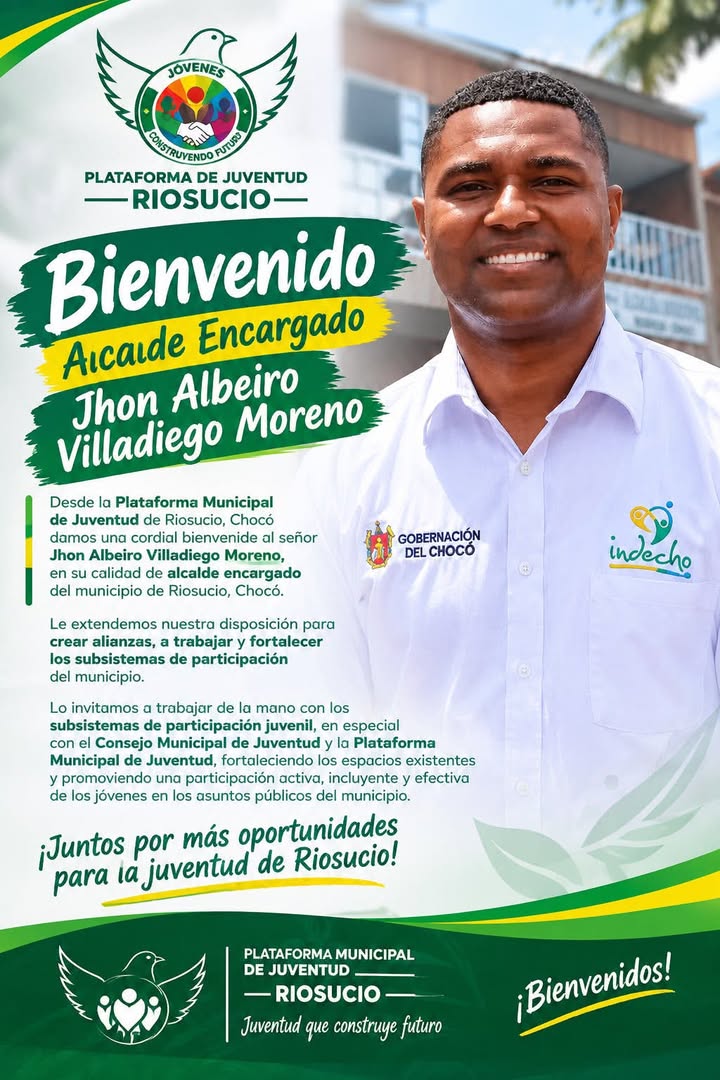 JÓVENES
CONSTRUYENDO FUTURO
PLATAFORMA DE JUVENTUD
RIOSUCIO
Bienvenido
Alcalde Encargado
Jhon Albeiro
Villadiego Moreno
Desde la Plataforma Municipal
de Juventud de Riosucio, Chocó
damos una cordial bienvenide al señor
Jhon Albeiro Villadiego Moreno,
en su calidad de alcalde encargado
del municipio de Riosucio, Chocó.
Le extendemos nuestra disposición para
crear alianzas, a trabajar y fortalecer
los subsistemas de participación
del municipio.
Lo invitamos a trabajar de la mano con los
subsistemas de participación juvenil, en especial
con el Consejo Municipal de Juventud y la Plataforma
Municipal de Juventud, fortaleciendo los espacios existentes
y promoviendo una participación activa, incluyente y efectiva
de los jóvenes en los asuntos públicos del municipio.
¡Juntos por más oportunidades
para la juventud de Riosucio!
GOBERNACIÓN
DEL CHOCÓ
indecho
PLATAFORMA MUNICIPAL
DE JUVENTUD
RIOSUCIO
Juventud que construye futuro
¡Bienvenidos!